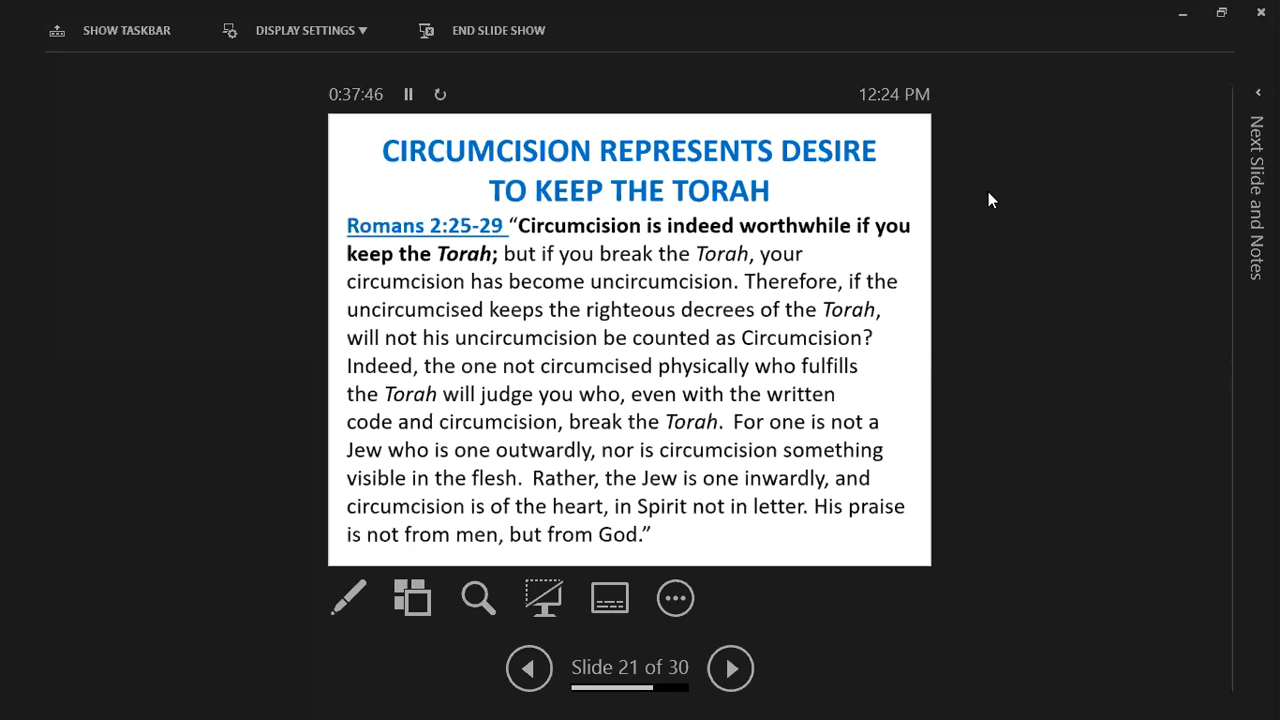 SHOW TASKBAR DISPLAY SETTINGS ▼ END SLIDE SHOW
0:37:46 12:24 PM
CIRCUMCISION REPRESENTS DESIRE
TO KEEP THE TORAH
Romans 2:25-29 “Circumcision is indeed worthwhile if you
keep the Torah; but if you break the Torah, your
circumcision has become uncircumcision. Therefore, if the
uncircumcised keeps the righteous decrees of the Torah,
will not his uncircumcision be counted as Circumcision?
Indeed, the one not circumcised physically who fulfills
the Torah will judge you who, even with the written
code and circumcision, break the Torah.  For one is not a
Jew who is one outwardly, nor is circumcision something
visible in the flesh.  Rather, the Jew is one inwardly, and
circumcision is of the heart, in Spirit not in letter. His praise
is not from men, but from God.”
Slide 21 of 30
Next Slide and Notes